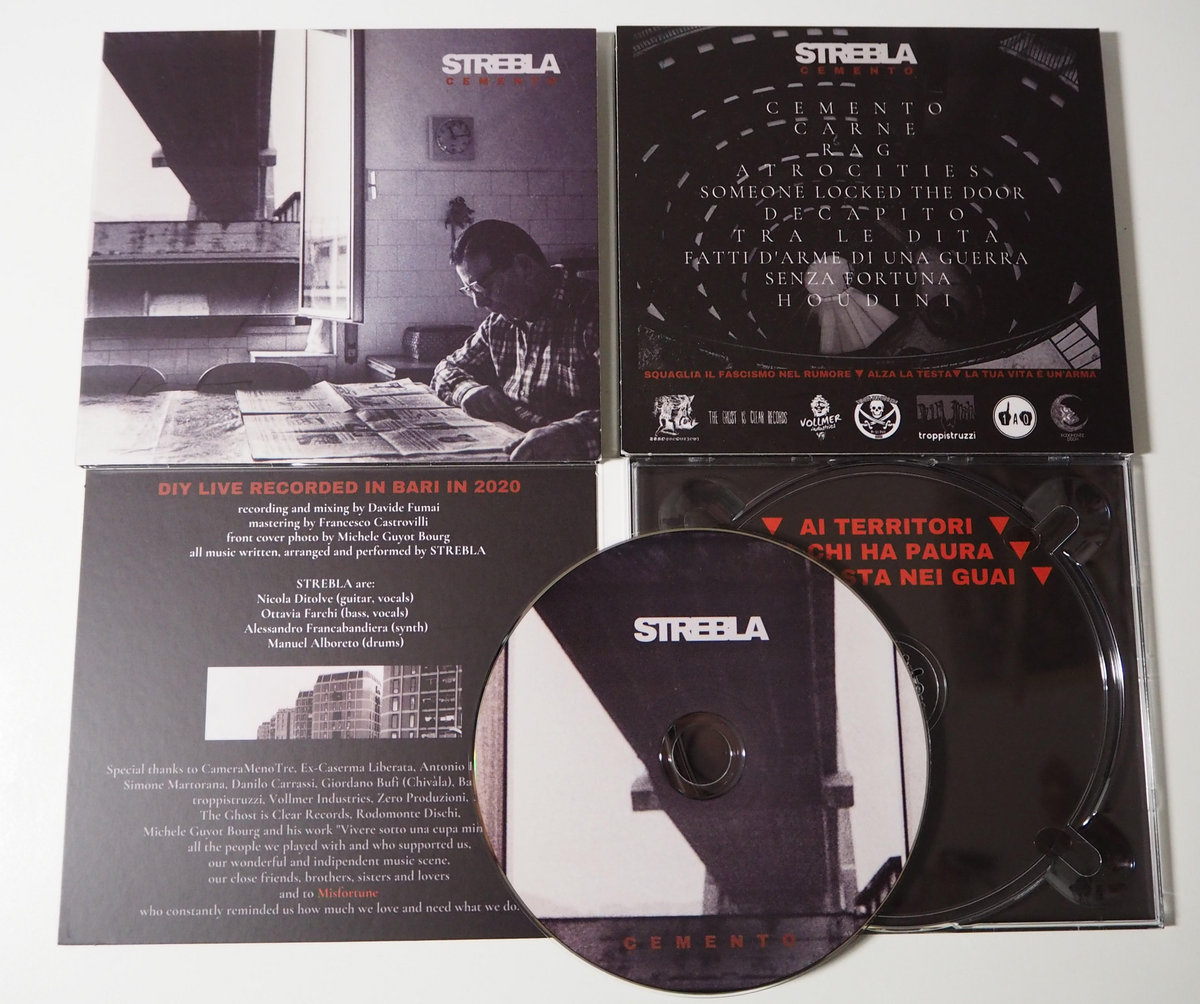 STREBLA
CEMENTO
STREBLA
CEMENTO
CEMENTO
CARNE
RAG
ATROCITIES
SOMEONE LOCKED THE DOOR
DECAPITO
TRA LE DITA
FATTI D'ARME DI UNA GUERRA
SENZA FORTUNA
HOUDINI
SQUAGLIA IL FASCISMO NEL RUMORE ▼ ALZA LA TESTA▼ LA TUA VITA È UN'ARMA
THE GHOST IS CLEAR RECORDS
VOLLMER
industries
troppistruzzi
TAQ
DIY LIVE RECORDED IN BARI IN 2020
recording and mixing by Davide Fumai
mastering by Francesco Castrovilli
front cover photo by Michele Guyot Bourg
all music written, arranged and performed by STREBLA
STREBLA are:
Nicola Ditolve (guitar, vocals)
Ottavia Farchi (bass, vocals)
Alessandro Francabandiera (synth)
Manuel Alboreto (drums)
Special thanks to CameraMenoTre, Ex-Caserma Liberata, Antonio
Simone Martorana, Danilo Carrassi, Giordano Bufi (Chivàla), Ba
troppistruzzi, Vollmer Industries, Zero Produzioni,
The Ghost is Clear Records, Rodomonte Dischi,
Michele Guyot Bourg and his work "Vivere sotto una cupa min
all the people we played with and who supported us,
our wonderful and indipendent music scene,
our close friends, brothers, sisters and lovers
and to Misfortune
who constantly reminded us how much we love and need what we do.
▼ AI TERRITORI ▼
CHI HA PAURA ▼
STA NEI GUAI ▼
STREBLA
CEMENTO